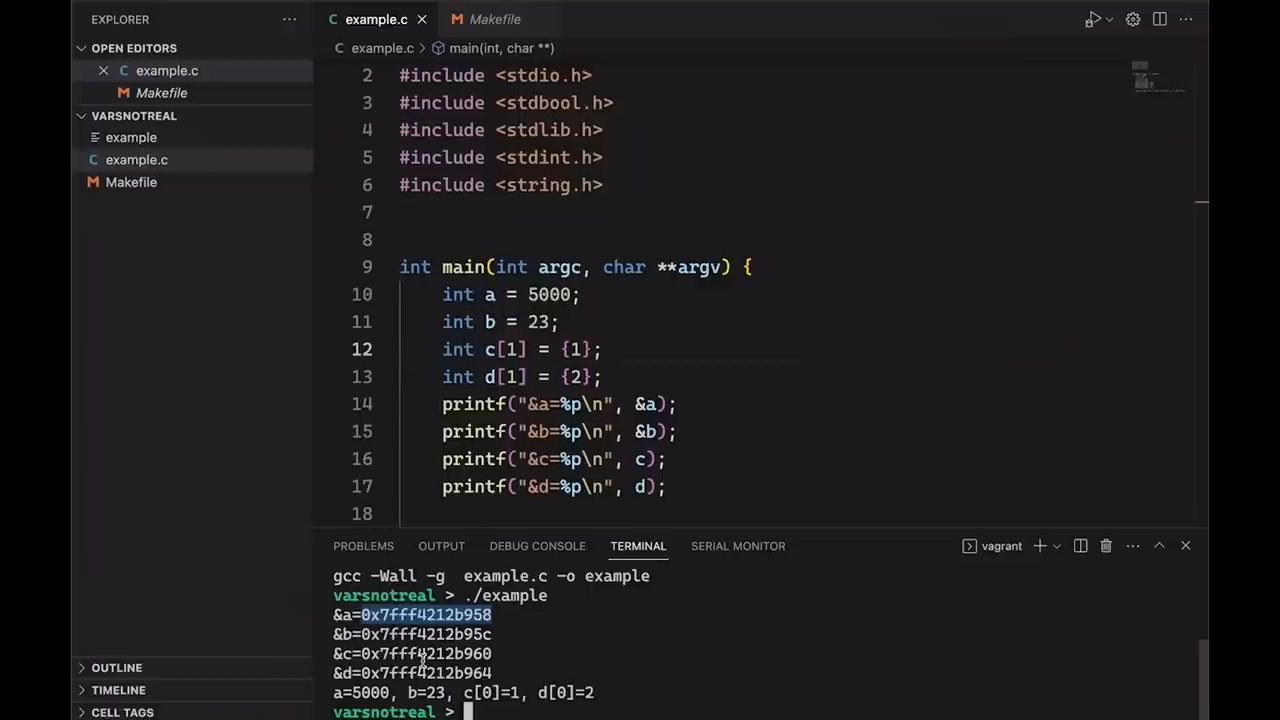 EXPLORER ···
example.c
Makefile
OPEN EDITORS
example.c
Makefile
VARSNOTREAL
example
example.c
Makefile
OUTLINE
TIMELINE
CELL TAGS
example.c > main(int, char **)
2 #include <stdio.h>
3 #include <stdbool.h>
4 #include <stdlib.h>
5 #include <stdint.h>
6 #include <string.h>
7
8
9 int main(int argc, char **argv) {
10 int a = 5000;
11 int b = 23;
12 int c[1] = {1};
13 int d[1] = {2};
14 printf("&a=%p\n", &a);
15 printf("&b=%p\n", &b);
16 printf("&c=%p\n", c);
17 printf("&d=%p\n", d);
18
PROBLEMS OUTPUT DEBUG CONSOLE TERMINAL SERIAL MONITOR vagrant
gcc -Wall -g example.c -o example
varsnotreal > ./example
&a=0x7fff4212b958
&b=0x7fff4212b95c
&c=0x7fff4212b960
&d=0x7fff4212b964
a=5000, b=23, c[0]=1, d[0]=2
varsnotreal >